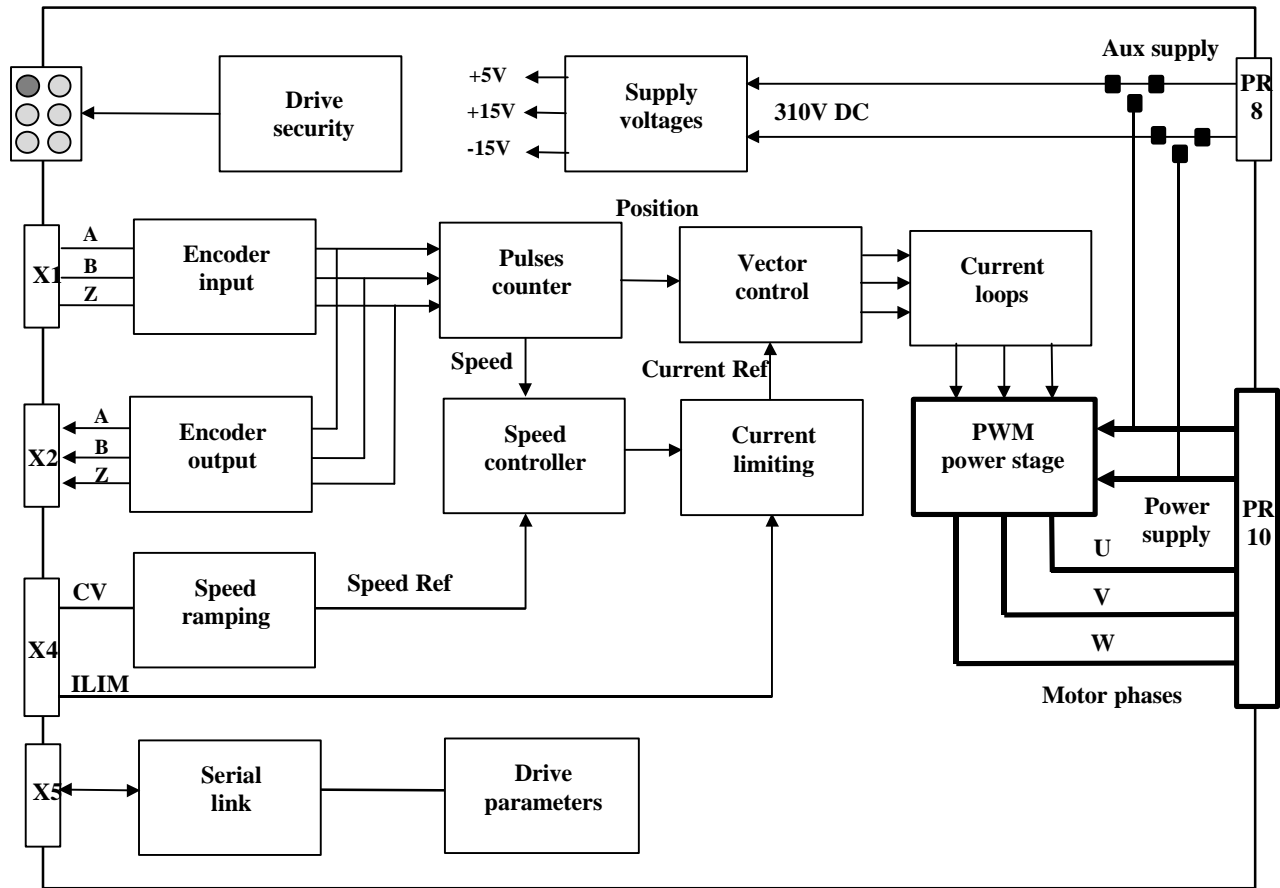 Aux supply
+5V
Drive
security
+15V
-15V
Supply
voltages
310V DC
PR
8
X1
A
B
Z
Encoder
input
Position
Pulses
counter
Vector
control
Current
loops
Speed
Current Ref
X2
A
B
Z
Encoder
output
Speed
controller
Current
limiting
PWM
power stage
Power
supply
PR
10
U
V
W
Motor phases
X4
CV
Speed
ramping
Speed Ref
ILIM
X5
Serial
link
Drive
parameters